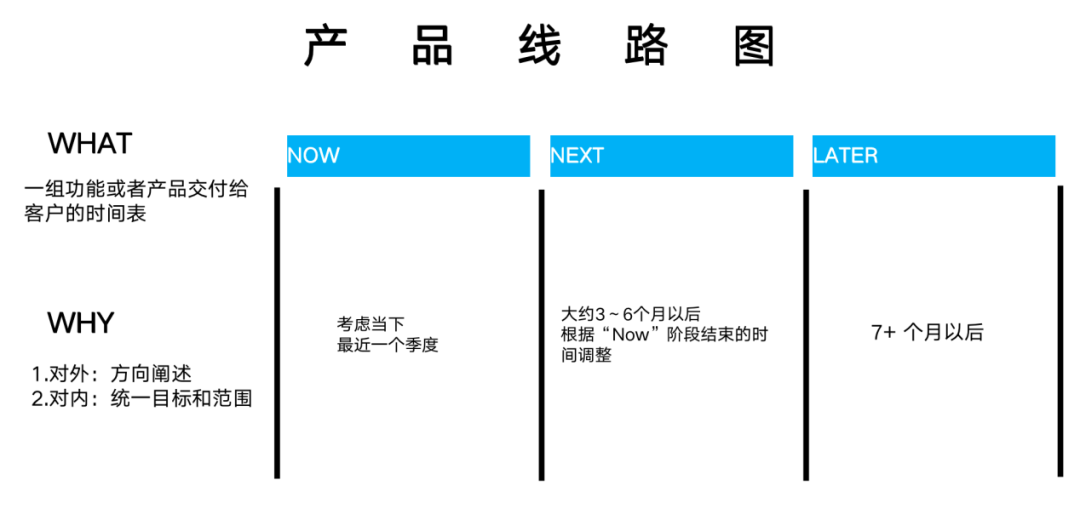 产品线路图
WHAT
一组功能或者产品交付给
客户的时间表
WHY
1.对外：方向阐述
2.对内：统一目标和范围
NOW
考虑当下
最近一个季度
NEXT
大约3～6个月以后
根据“Now”阶段结束的时
间调整
LATER
7+ 个月以后